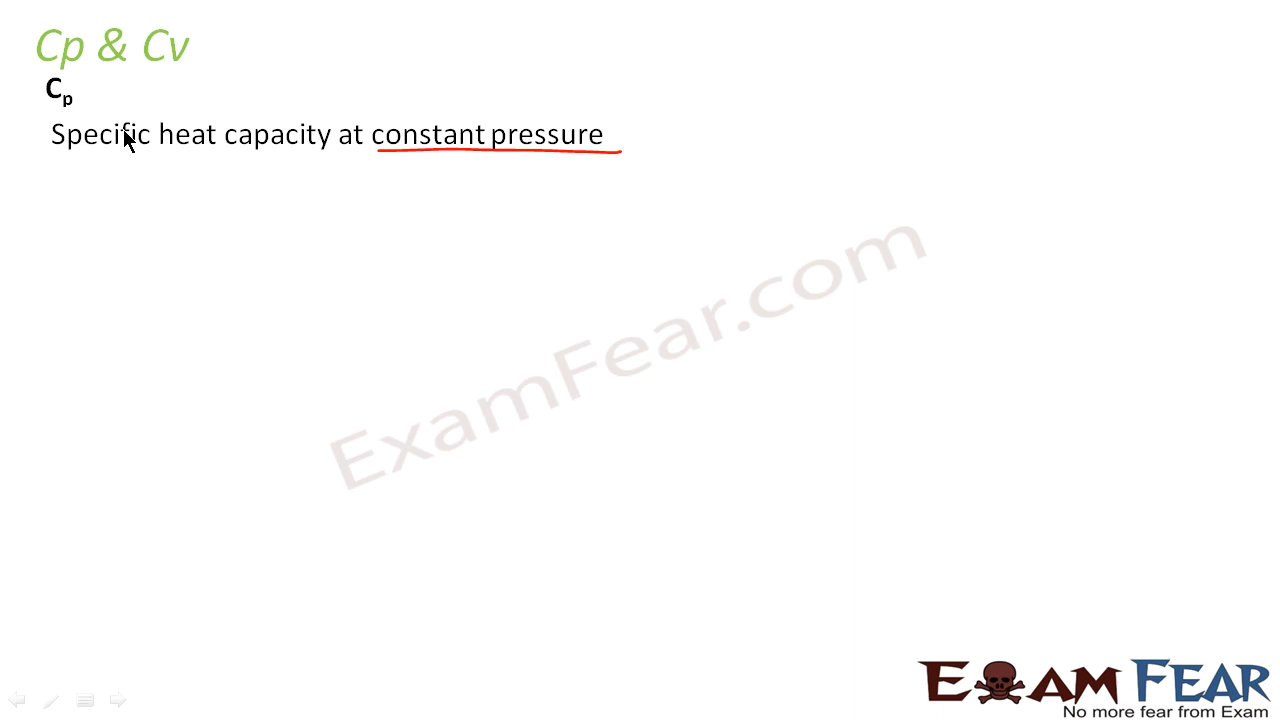 Cp & Cv
Cp
Specific heat capacity at constant pressure
ExamFear.com
EXAM FEAR
No more fear from Exam